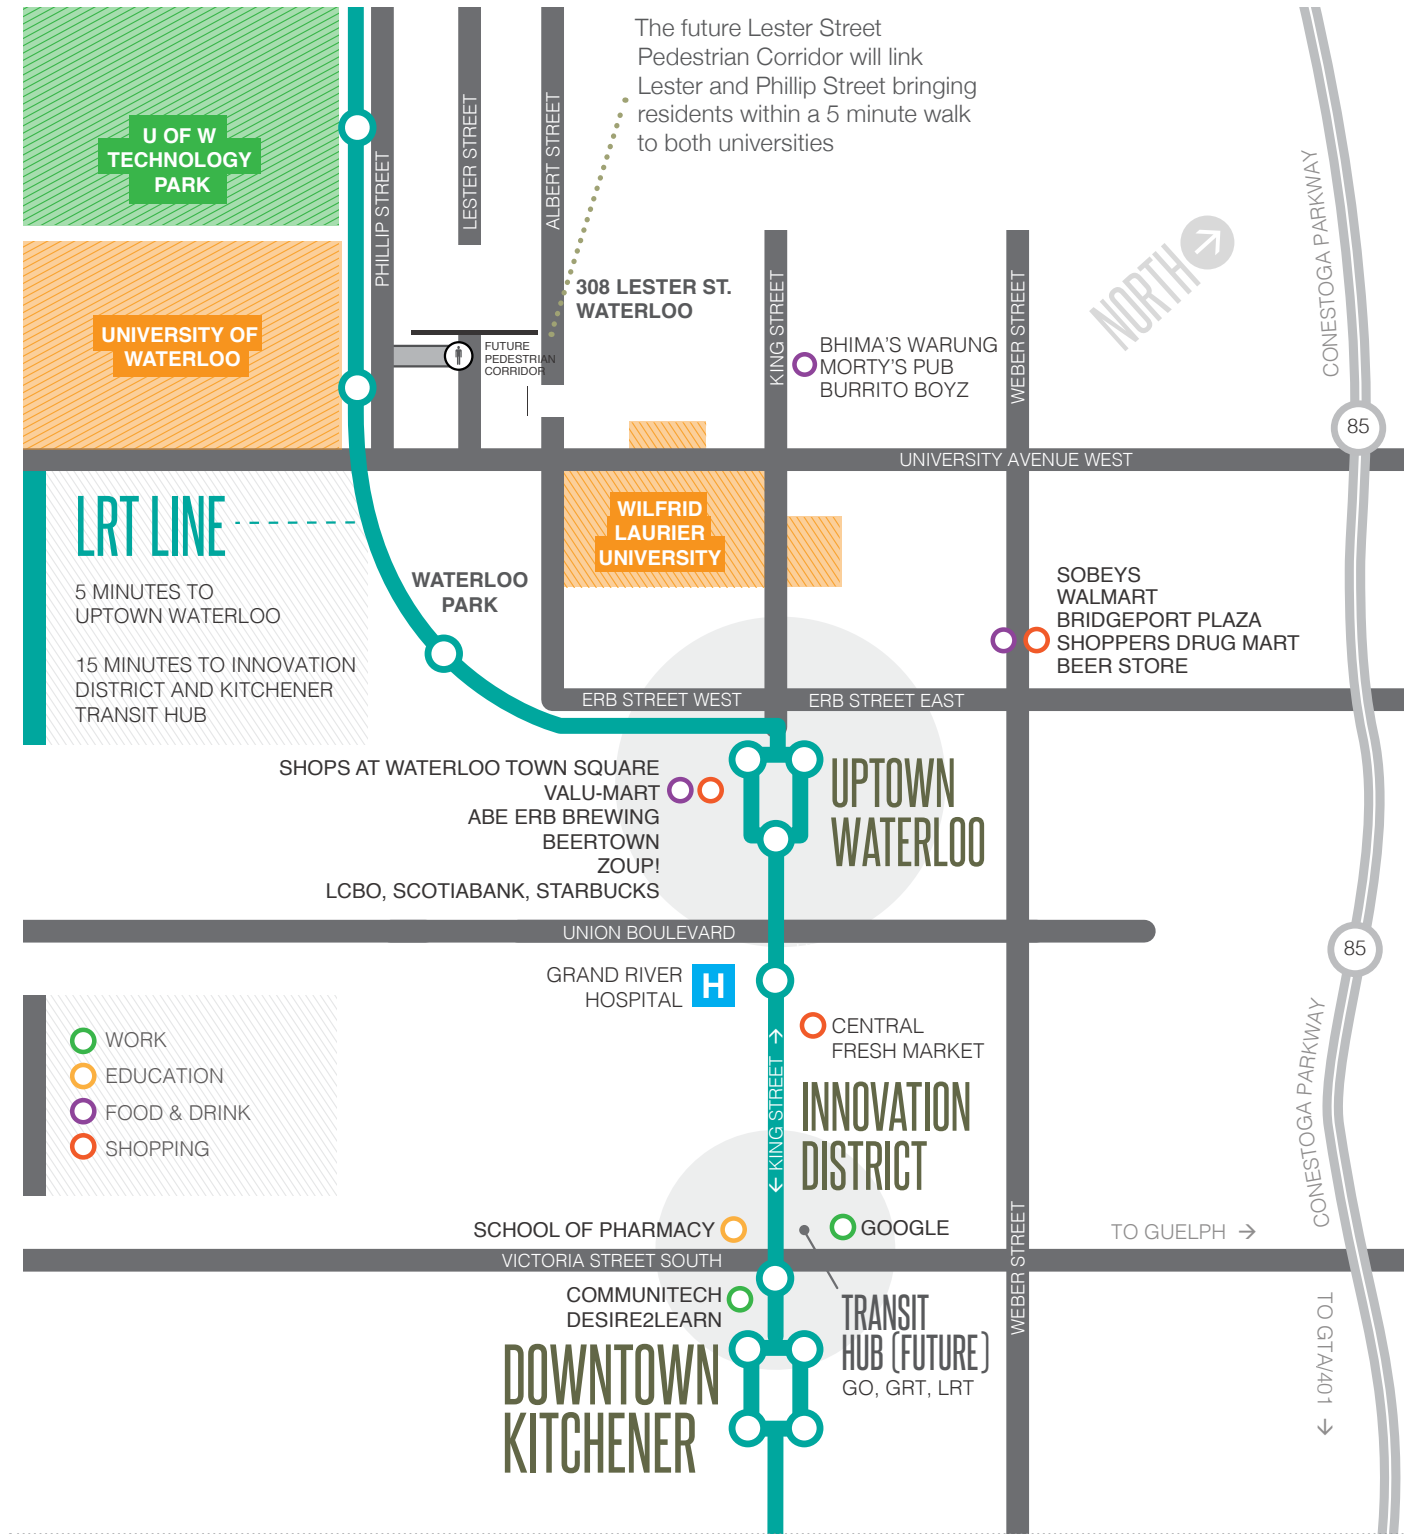 The future Lester Street
Pedestrian Corridor will link
Lester and Phillip Street bringing
residents within a 5 minute walk
to both universities
U OF W
TECHNOLOGY
PARK
PHILLIP STREET
LESTER STREET
ALBERT STREET
CONESTOGA PARKWAY
NORTH
UNIVERSITY OF
WATERLOO
308 LESTER ST.
WATERLOO
FUTURE
PEDESTRIAN
CORRIDOR
KING STREET
BHIMA'S WARUNG
MORTY'S PUB
BURRITO BOYZ
WEBER STREET
85
UNIVERSITY AVENUE WEST
LRT LINE
5 MINUTES TO
UPTOWN WATERLOO
15 MINUTES TO INNOVATION
DISTRICT AND KITCHENER
TRANSIT HUB
WILFRID
LAURIER
UNIVERSITY
WATERLOO
PARK
SOBEYS
WALMART
BRIDGEPORT PLAZA
SHOPPERS DRUG MART
BEER STORE
ERB STREET WEST
ERB STREET EAST
SHOPS AT WATERLOO TOWN SQUARE
VALU-MART
ABE ERB BREWING
BEERTOWN
ZOUP!
LCBO, SCOTIABANK, STARBUCKS
UPTOWN
WATERLOO
UNION BOULEVARD
85
GRAND RIVER
HOSPITAL
H
CENTRAL
FRESH MARKET
WORK
EDUCATION
FOOD & DRINK
SHOPPING
← KING STREET →
INNOVATION
DISTRICT
CONESTOGA PARKWAY
SCHOOL OF PHARMACY
GOOGLE
TO GUELPH →
VICTORIA STREET SOUTH
WEBER STREET
COMMUNITECH
DESIRE2LEARN
TRANSIT
HUB (FUTURE)
GO, GRT, LRT
TO GTA/401 →
DOWNTOWN
KITCHENER